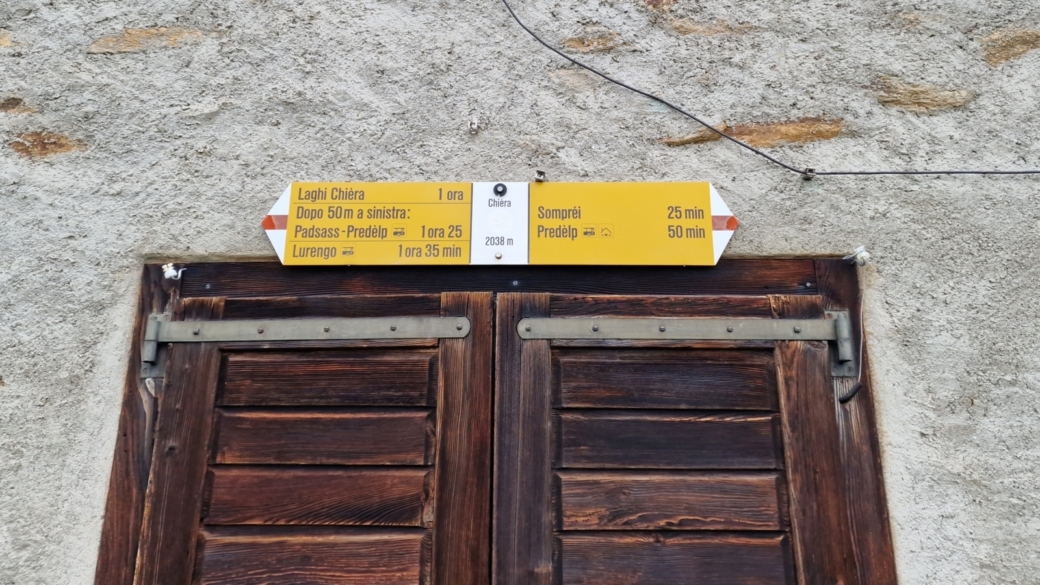 Laghi Chièra 1 ora
Dopo 50m a sinistra:
Padsass-Predèlp 1 ora 25
Lurengo 1 ora 35 min
Chièra
2038 m
Sompréi 25 min
Predèlp 50 min